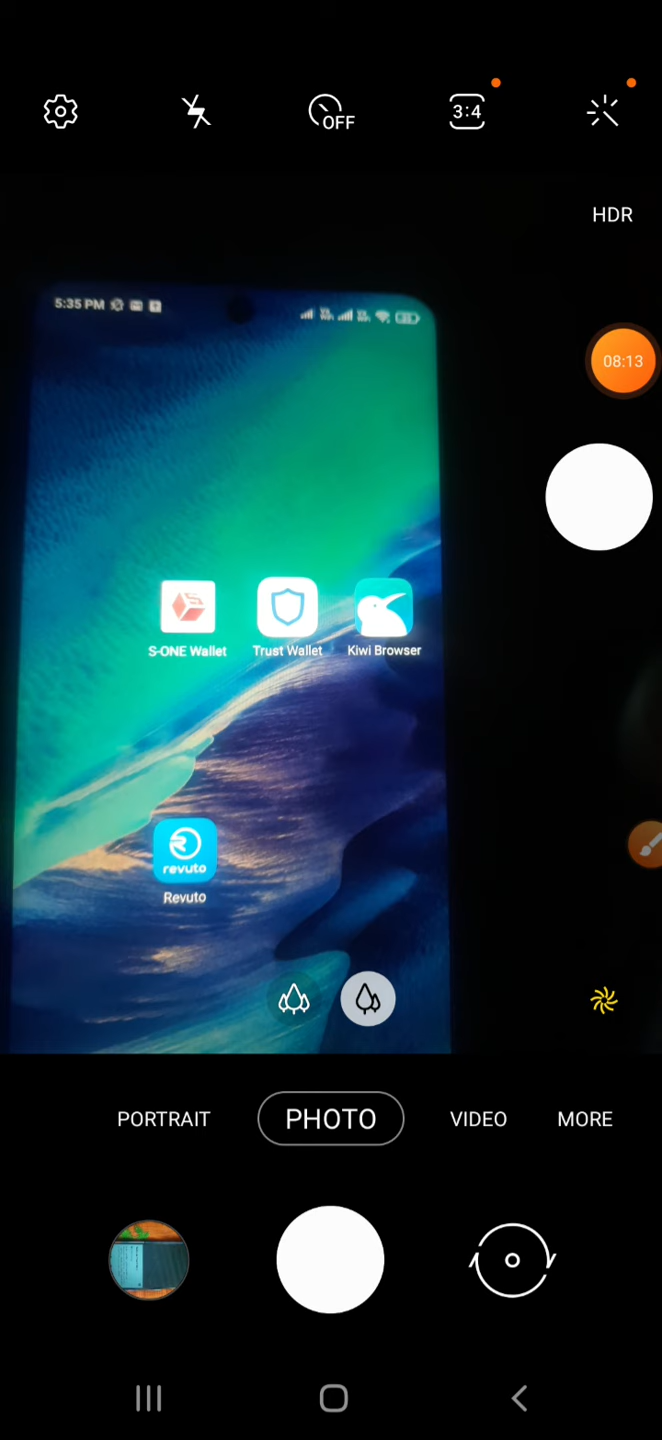 OFF
3:4
HDR
5:35 PM
08:13
S-ONE Wallet
Trust Wallet
Kiwi Browser
revuto
Revuto
PORTRAIT
PHOTO
VIDEO
MORE